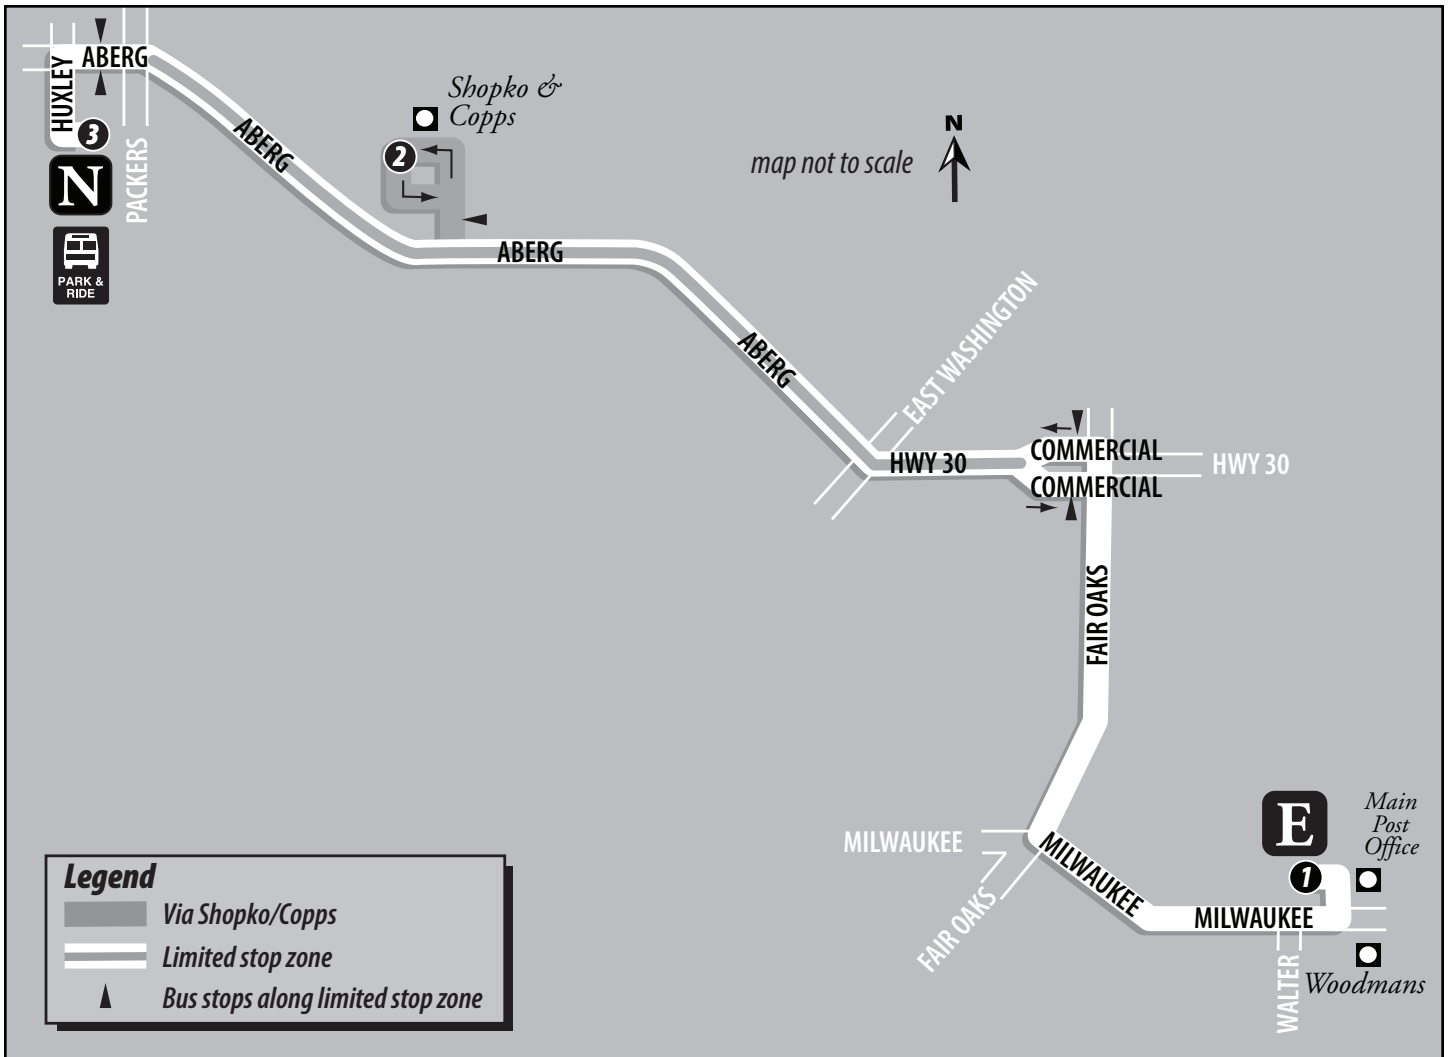 ABERG
HUXLEY
3
N
PARK &
RIDE
PACKERS
ABERG
Shopko &
Copps
2
map not to scale
N
ABERG
ABERG
EAST WASHINGTON
HWY 30
COMMERCIAL
COMMERCIAL
HWY 30
FAIR OAKS
MILWAUKEE
FAIR OAKS
MILWAUKEE
MILWAUKEE
E
1
Main
Post
Office
WALTER
Woodmans
Legend
Via Shopko/Copps
Limited stop zone
Bus stops along limited stop zone